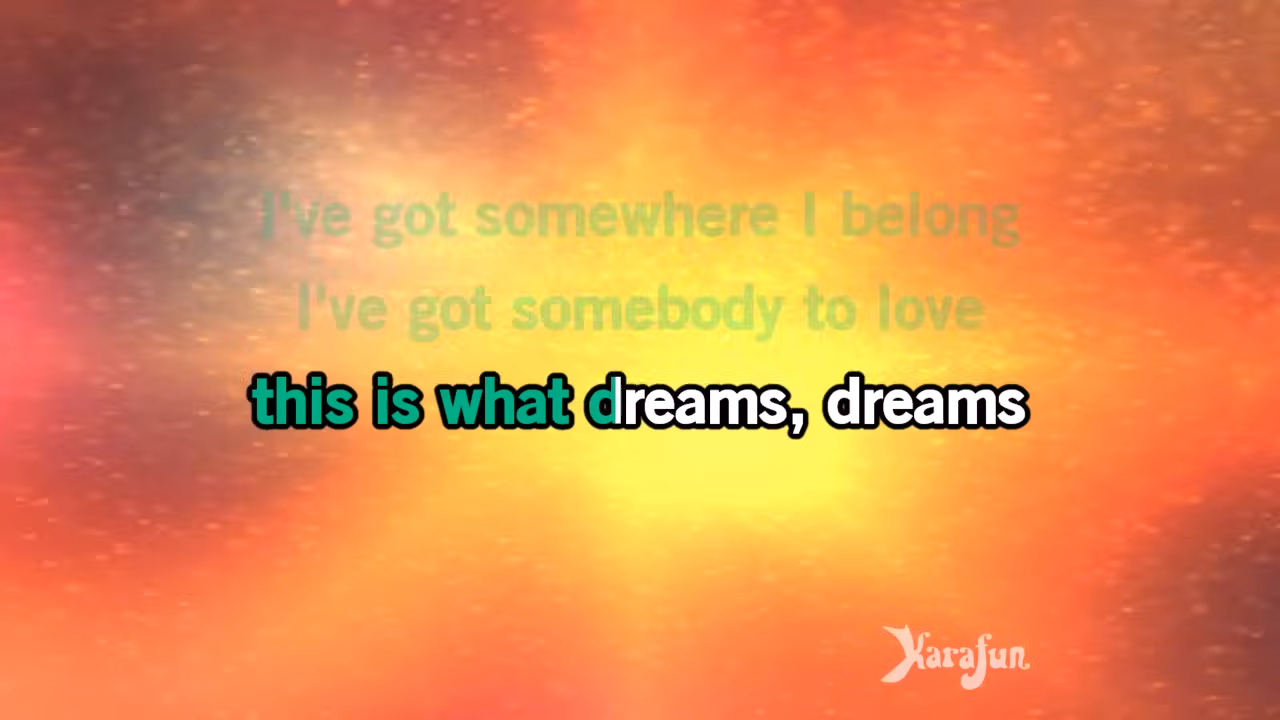 I've got somewhere I belong
I've got somebody to love
this is what dreams, dreams
Karafun